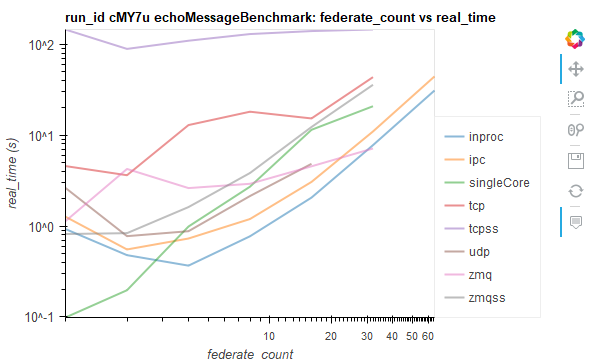 run_id cMY7u echoMessageBenchmark: federate_count vs real_time
real_time (s)
10^2
10^1
10^0
10^-1
10
20
30
40
50
60
federate_count
inproc
ipc
singleCore
tcp
tcpss
udp
zmq
zmqss